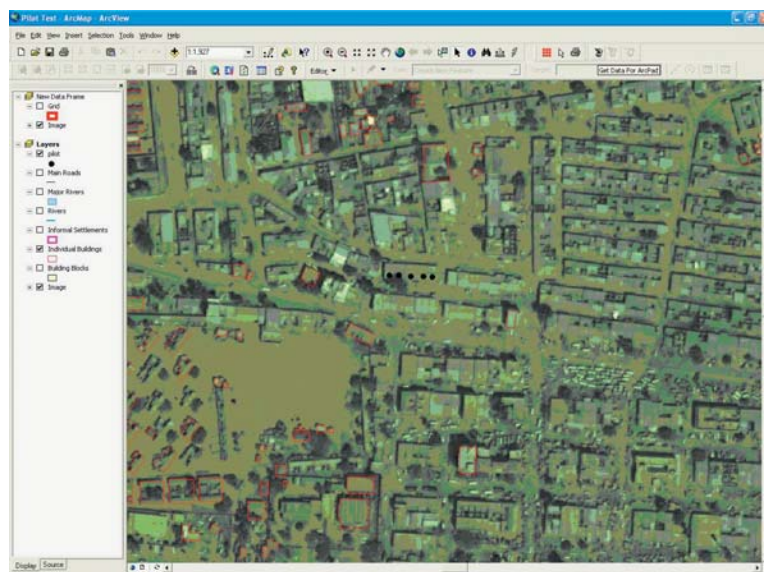 Pilot Test - ArcMap - ArcView
File Edit View Insert Selection Tools Window Help
1:1,927
Editor
Get Data For ArcPad
New Data Frame
Grid
Image
Layers
pilot
Main Roads
Major Rivers
Rivers
Informal Settlements
Individual Buildings
Building Blocks
Image
Display Source